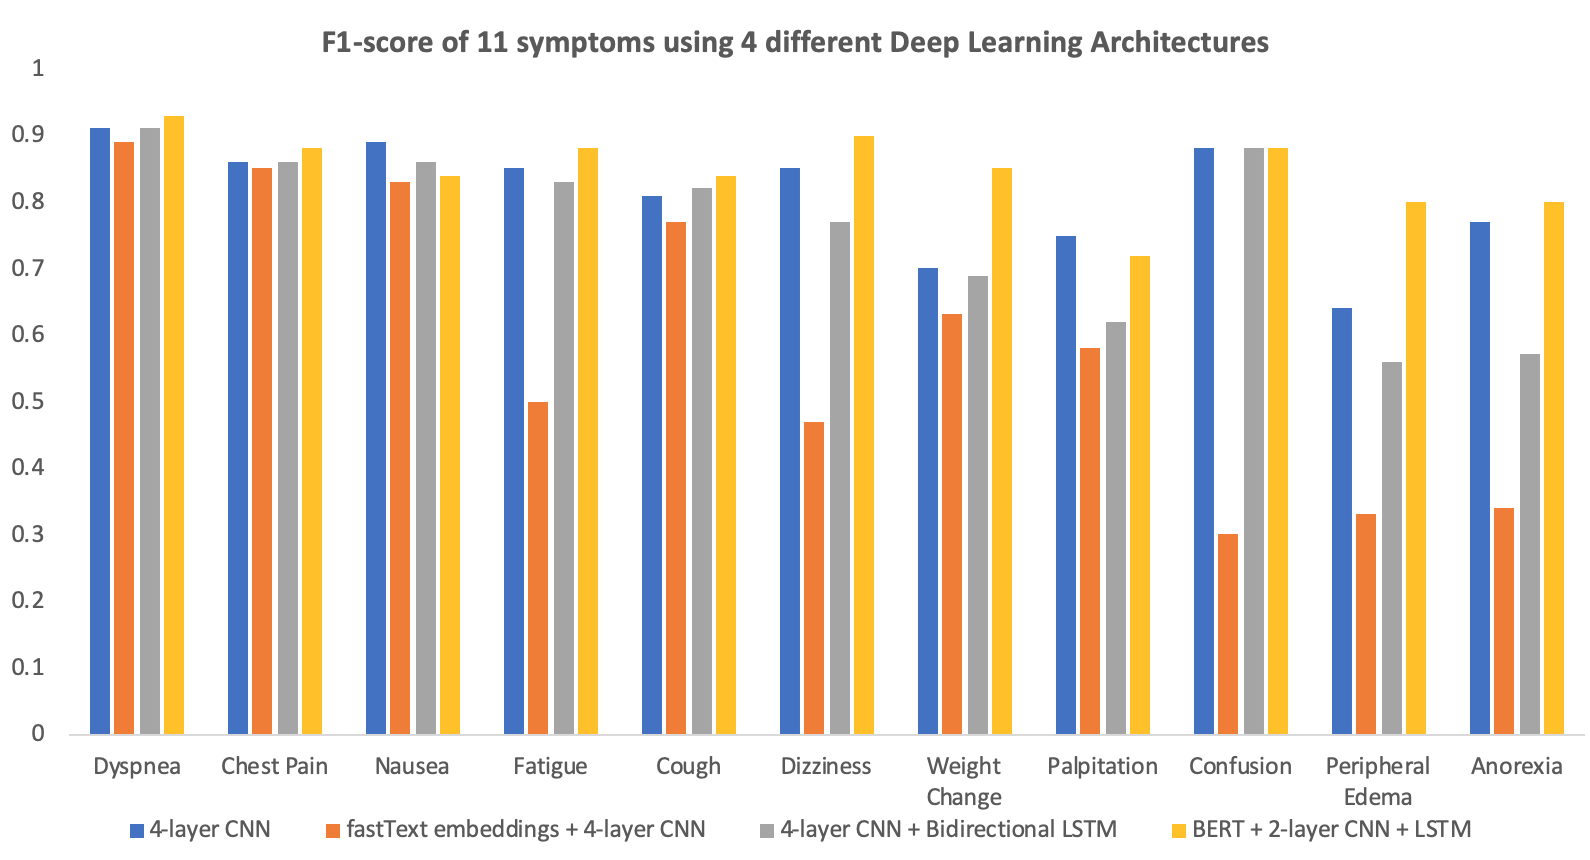 F1-score of 11 symptoms using 4 different Deep Learning Architectures
1
0.9
0.8
0.7
0.6
0.5
0.4
0.3
0.2
0.1
0
Dyspnea Chest Pain Nausea Fatigue Cough Dizziness Weight Palpitation Confusion Peripheral Anorexia
Change Edema
4-layer CNN fastText embeddings + 4-layer CNN 4-layer CNN + Bidirectional LSTM BERT + 2-layer CNN + LSTM